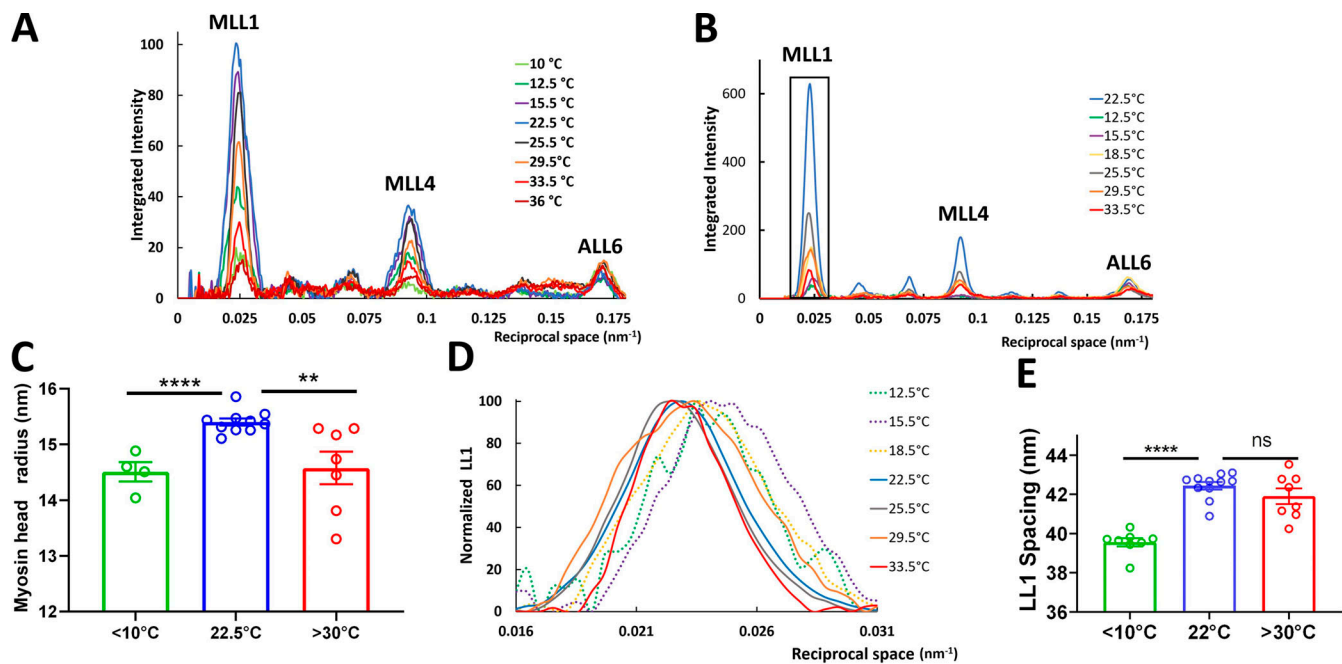 A
MLL1
Intergrated Intensity
100
80
60
40
20
0
MLL4
ALL6
10 °C
12.5 °C
15.5 °C
22.5 °C
25.5 °C
29.5 °C
33.5 °C
36 °C
0 0.025 0.05 0.075 0.1 0.125 0.15 0.175
Reciprocal space (nm-1)
B
MLL1
Integrated Intensity
600
400
200
0
MLL4
ALL6
22.5°C
12.5°C
15.5°C
18.5°C
25.5°C
29.5°C
33.5°C
0 0.025 0.05 0.075 0.1 0.125 0.15 0.175
Reciprocal space (nm-1)
C
Myosin head radius (nm)
16
15
14
13
12
****
**
<10°C 22.5°C >30°C
D
Normalized LL1
100
80
60
40
20
0
12.5°C
15.5°C
18.5°C
22.5°C
25.5°C
29.5°C
33.5°C
0.016 0.021 0.026 0.031
Reciprocal space (nm-1)
E
LL1 Spacing (nm)
44
42
40
38
36
****
ns
<10°C 22°C >30°C